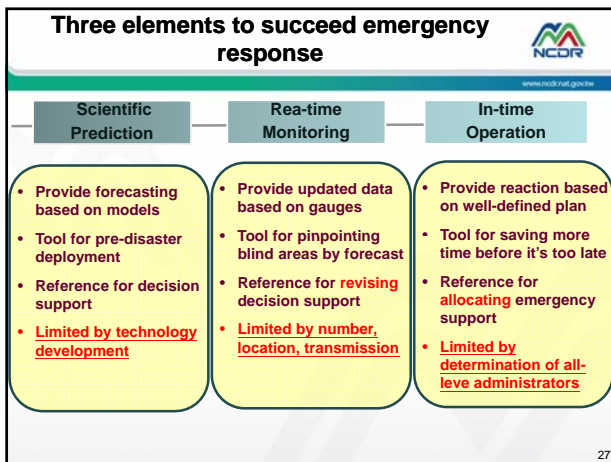 Three elements to succeed emergency
response
NCDR
www.ncdr.nat.gov.tw
Scientific
Prediction
Rea-time
Monitoring
In-time
Operation
• Provide forecasting
based on models
• Tool for pre-disaster
deployment
• Reference for decision
support
• Limited by technology
development
• Provide updated data
based on gauges
• Tool for pinpointing
blind areas by forecast
• Reference for revising
decision support
• Limited by number,
location, transmission
• Provide reaction based
on well-defined plan
• Tool for saving more
time before it's too late
• Reference for
allocating emergency
support
• Limited by
determination of all-
leve administrators
27